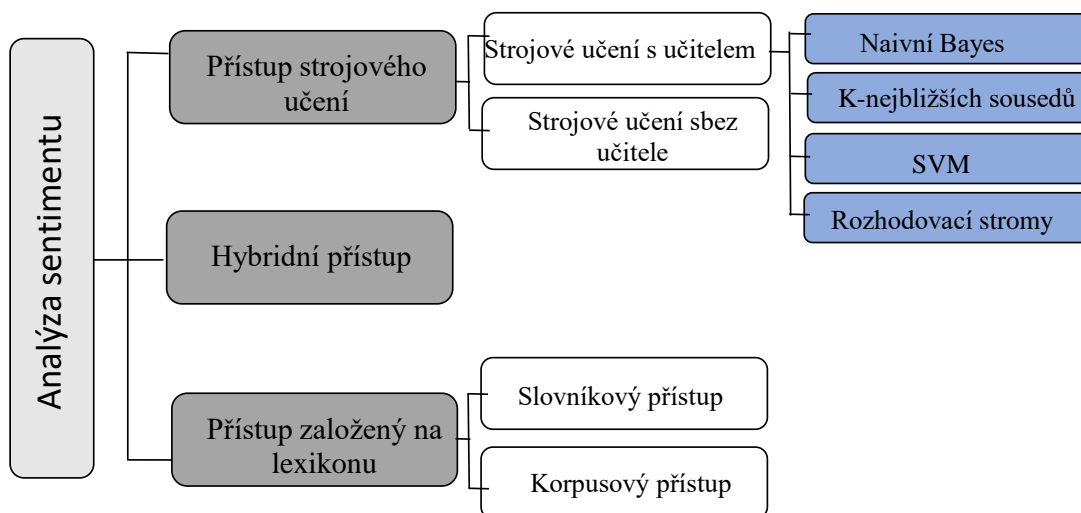 Analýza sentimentu
Přístup strojového
učení
Strojové učení s učitelem
Naivní Bayes
K-nejbližších sousedů
SVM
Rozhodovací stromy
Strojové učení sbez
učitele
Hybridní přístup
Přístup založený na
lexikonu
Slovníkový přístup
Korpusový přístup